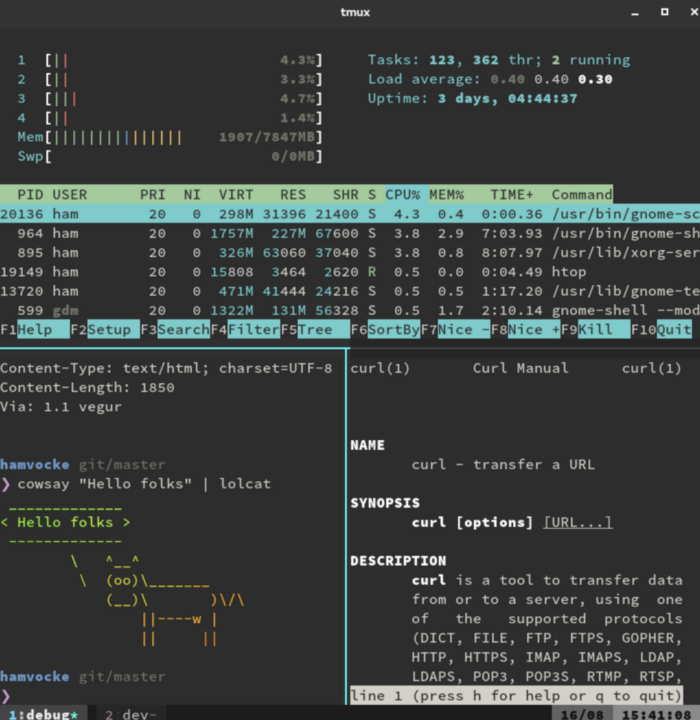 tmux
1 [|| 4.3%] Tasks: 123, 362 thr; 2 running
2 [|| 3.3%] Load average: 0.40 0.40 0.30
3 [||| 4.7%] Uptime: 3 days, 04:44:37
4 [|| 1.4%]
Mem[||||||||||||||| 1907/7847MB]
Swp[ 0/0MB]
PID USER PRI NI VIRT RES SHR S CPU% MEM% TIME+ Command
20136 ham 20 0 298M 31396 21400 S 4.3 0.4 0:00.36 /usr/bin/gnome-sc
964 ham 20 0 1757M 227M 67600 S 3.8 2.9 7:03.93 /usr/bin/gnome-sh
895 ham 20 0 326M 63060 37040 S 3.8 0.8 8:07.97 /usr/lib/xorg-ser
19149 ham 20 0 15808 3464 2620 R 0.5 0.0 0:04.49 htop
13720 ham 20 0 471M 41444 24216 S 0.5 0.5 1:17.20 /usr/lib/gnome-te
599 gdm 20 0 1322M 131M 56328 S 0.5 1.7 2:10.14 gnome-shell --mod
F1Help F2Setup F3SearchF4FilterF5Tree F6SortByF7Nice -F8Nice +F9Kill F10Quit
Content-Type: text/html; charset=UTF-8
Content-Length: 1850
Via: 1.1 vegur
hamvocke git/master
❯ cowsay "Hello folks" | lolcat
_____________
< Hello folks >
-------------
\ ^__^
\ (oo)\_______
(__)\ )\/\
||----w |
|| ||
hamvocke git/master
❯
curl(1) Curl Manual curl(1)
NAME
curl - transfer a URL
SYNOPSIS
curl [options] [URL...]
DESCRIPTION
curl is a tool to transfer data
from or to a server, using one
of the supported protocols
(DICT, FILE, FTP, FTPS, GOPHER,
HTTP, HTTPS, IMAP, IMAPS, LDAP,
LDAPS, POP3, POP3S, RTMP, RTSP,
line 1 (press h for help or q to quit)
1:debug* 2:dev- 16/08 15:41:08